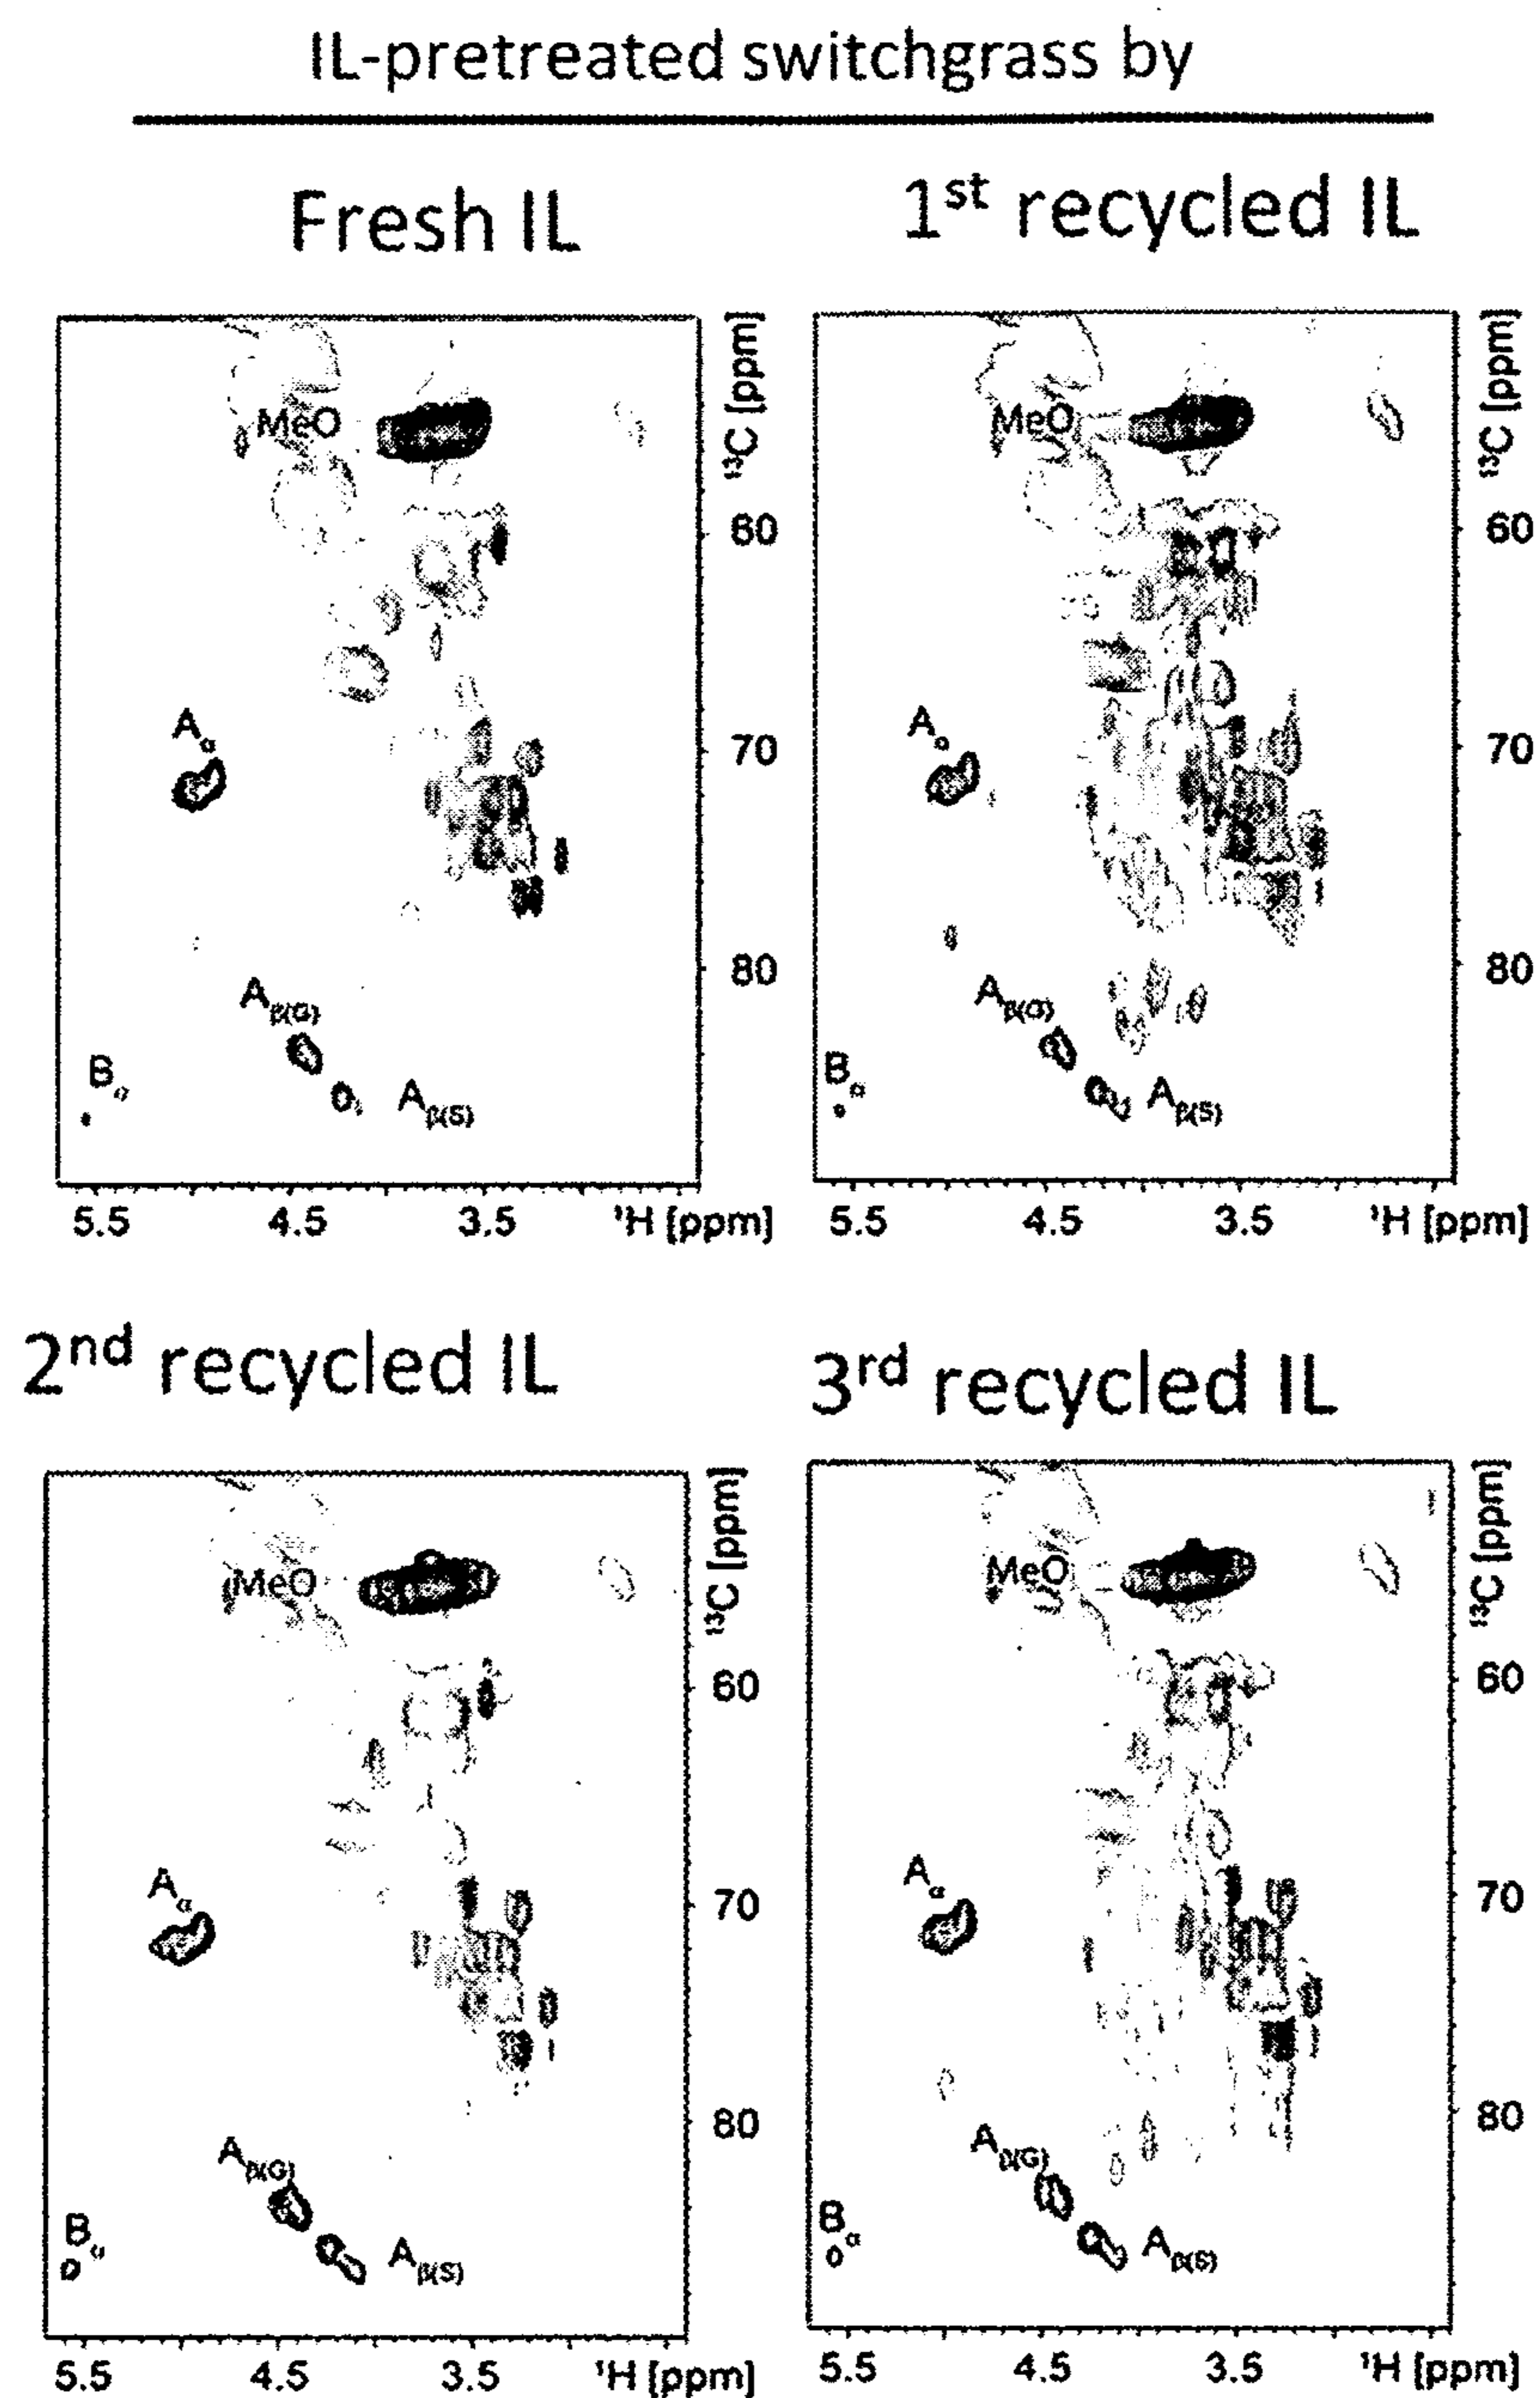 IL-pretreated switchgrass by
Fresh IL
1st recycled IL
MeO
¹³C [ppm]
60
Aα
70
80
Aβ(G)
Bα
Aβ(S)
5.5 4.5 3.5 ¹H [ppm]
MeO
¹³C [ppm]
60
Aα
70
80
Aβ(G)
Bα
Aβ(S)
5.5 4.5 3.5 ¹H [ppm]
2nd recycled IL
3rd recycled IL
MeO
¹³C [ppm]
60
Aα
70
80
Aβ(G)
Bα
Aβ(S)
5.5 4.5 3.5 ¹H [ppm]
MeO
¹³C [ppm]
60
Aα
70
80
Aβ(G)
Bα
Aβ(S)
5.5 4.5 3.5 ¹H [ppm]